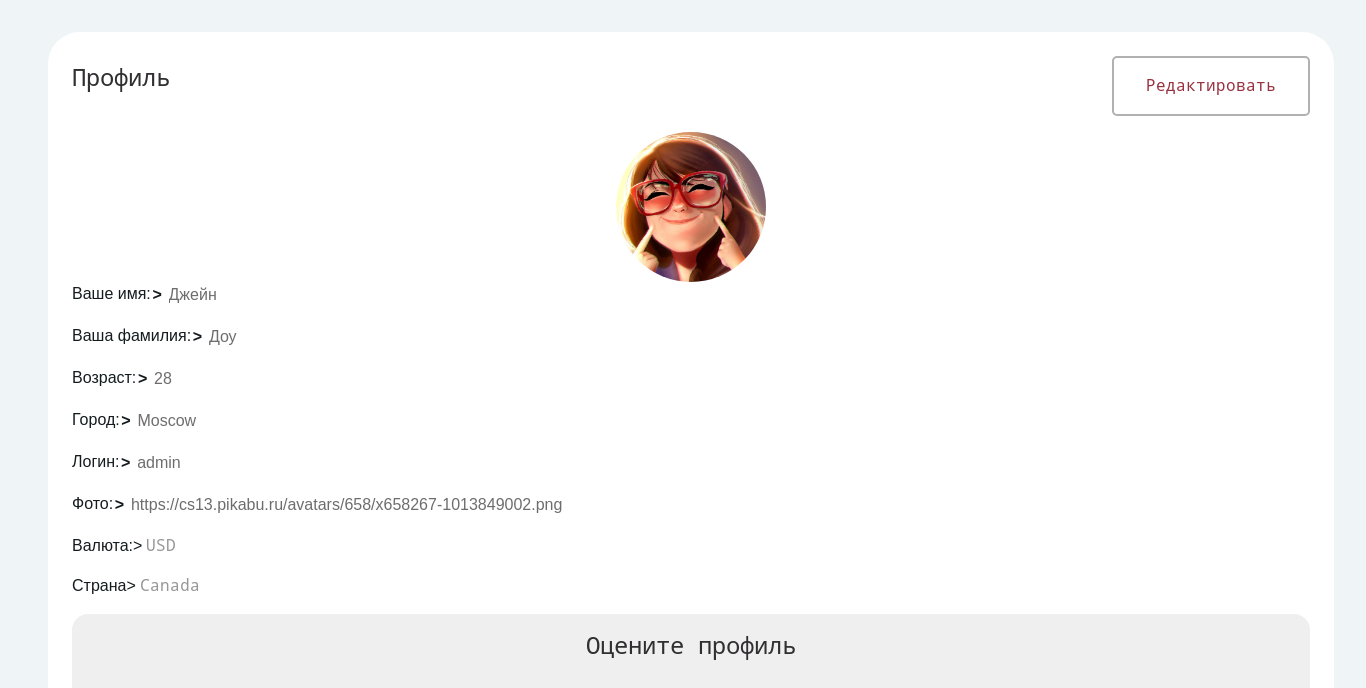 Профиль
Редактировать
Ваше имя:> Джейн
Ваша фамилия:> Доу
Возраст:> 28
Город:> Moscow
Логин:> admin
Фото:> https://cs13.pikabu.ru/avatars/658/x658267-1013849002.png
Валюта:> USD
Страна> Canada
Оцените профиль